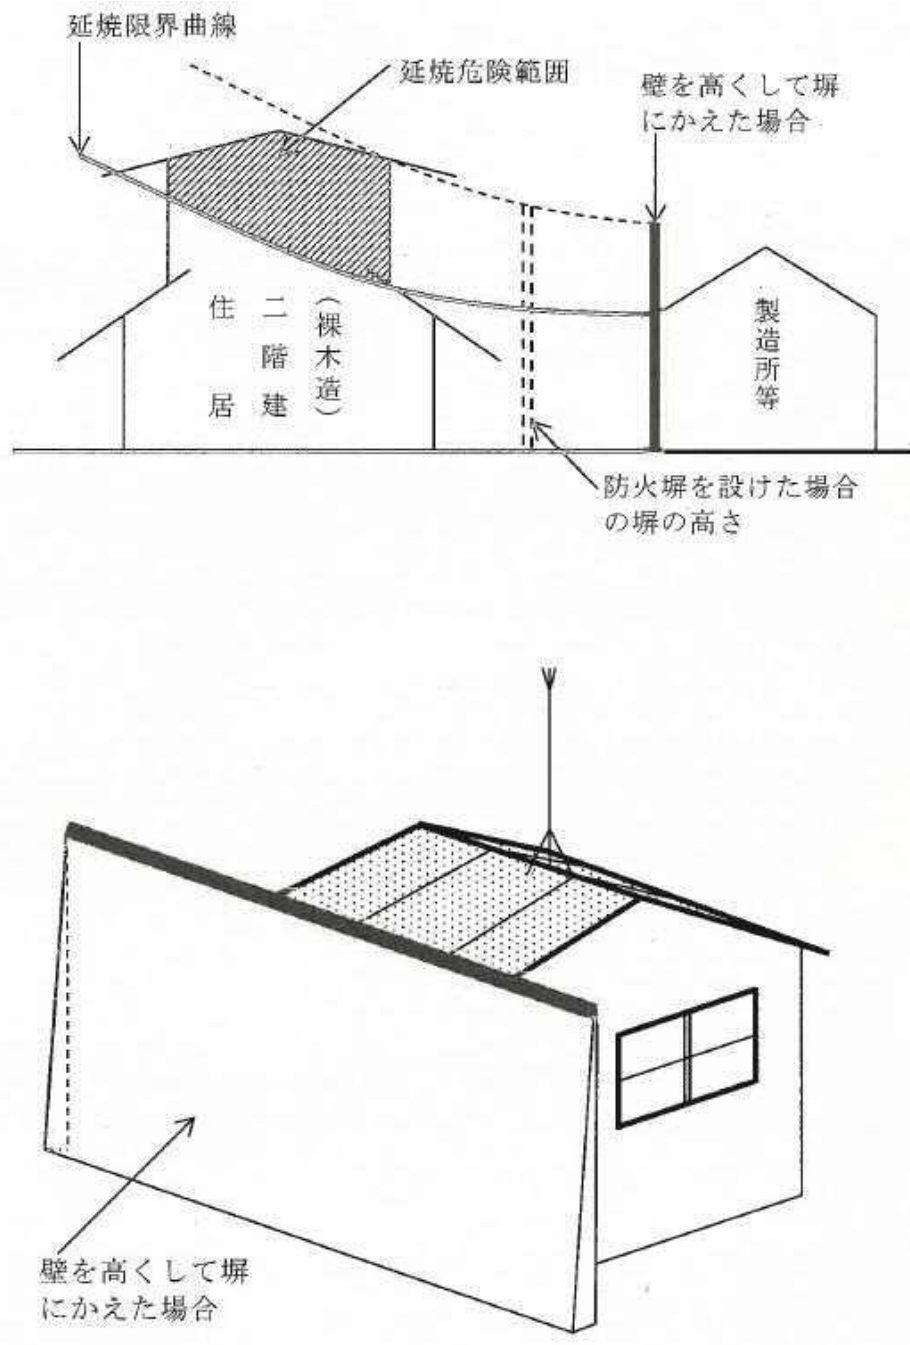 延焼限界曲線
延焼危険範囲
壁を高くして塀
にかえた場合
(裸木造)
二階建
住居
製造所等
防火塀を設けた場合
の塀の高さ
壁を高くして塀
にかえた場合